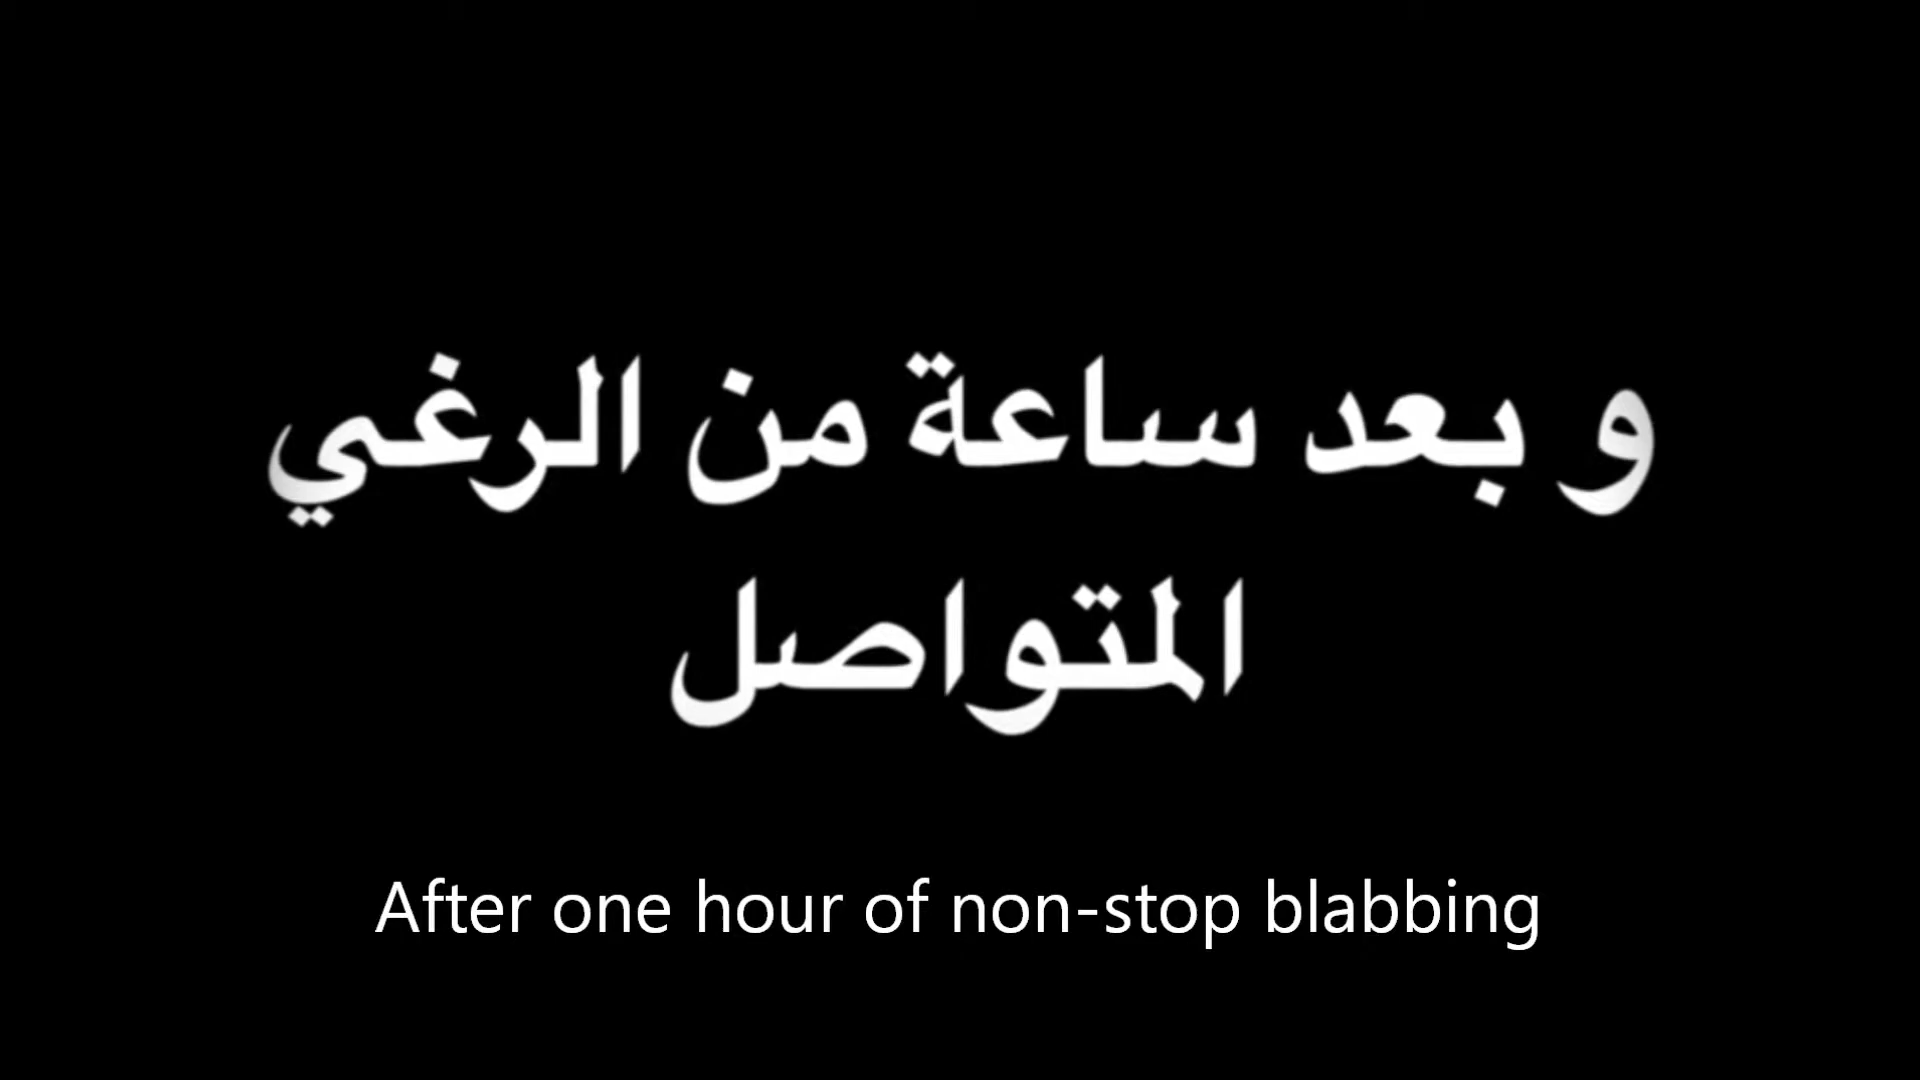 و بعد ساعة من الرغي
المتواصل
After one hour of non-stop blabbing